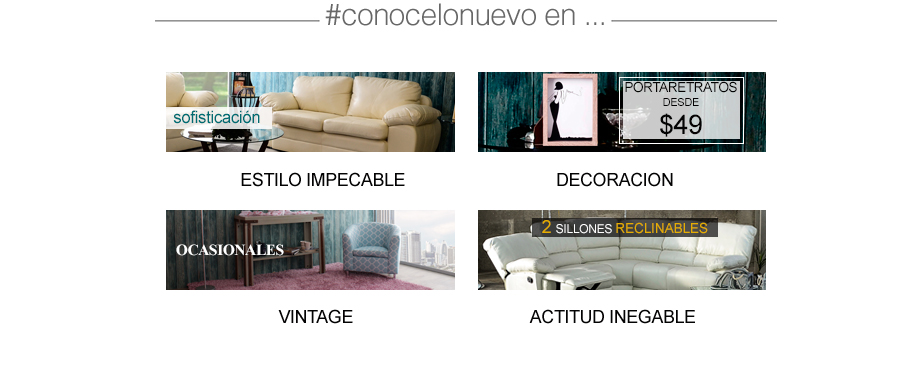 #conocelonuevo en ...
sofisticación
PORTARETRATOS
DESDE
$49
ESTILO IMPECABLE
DECORACION
OCASIONALES
2 SILLONES RECLINABLES
VINTAGE
ACTITUD INEGABLE